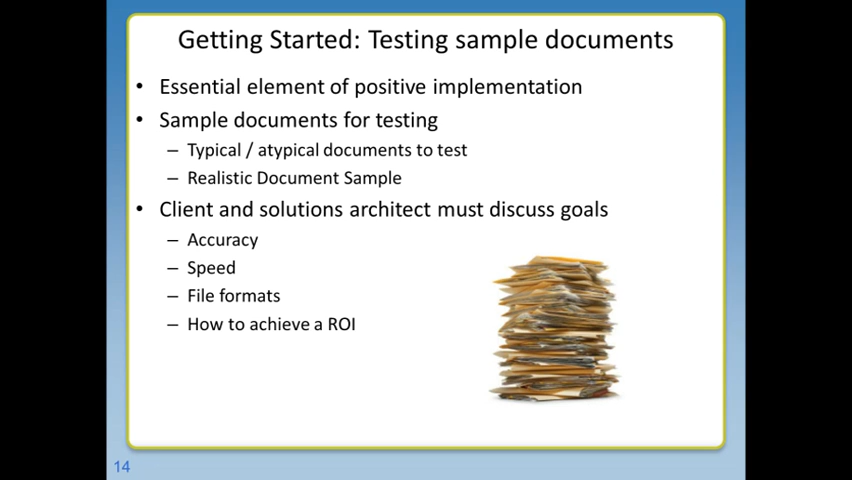 Getting Started: Testing sample documents
• Essential element of positive implementation
• Sample documents for testing
– Typical / atypical documents to test
– Realistic Document Sample
• Client and solutions architect must discuss goals
– Accuracy
– Speed
– File formats
– How to achieve a ROI
14